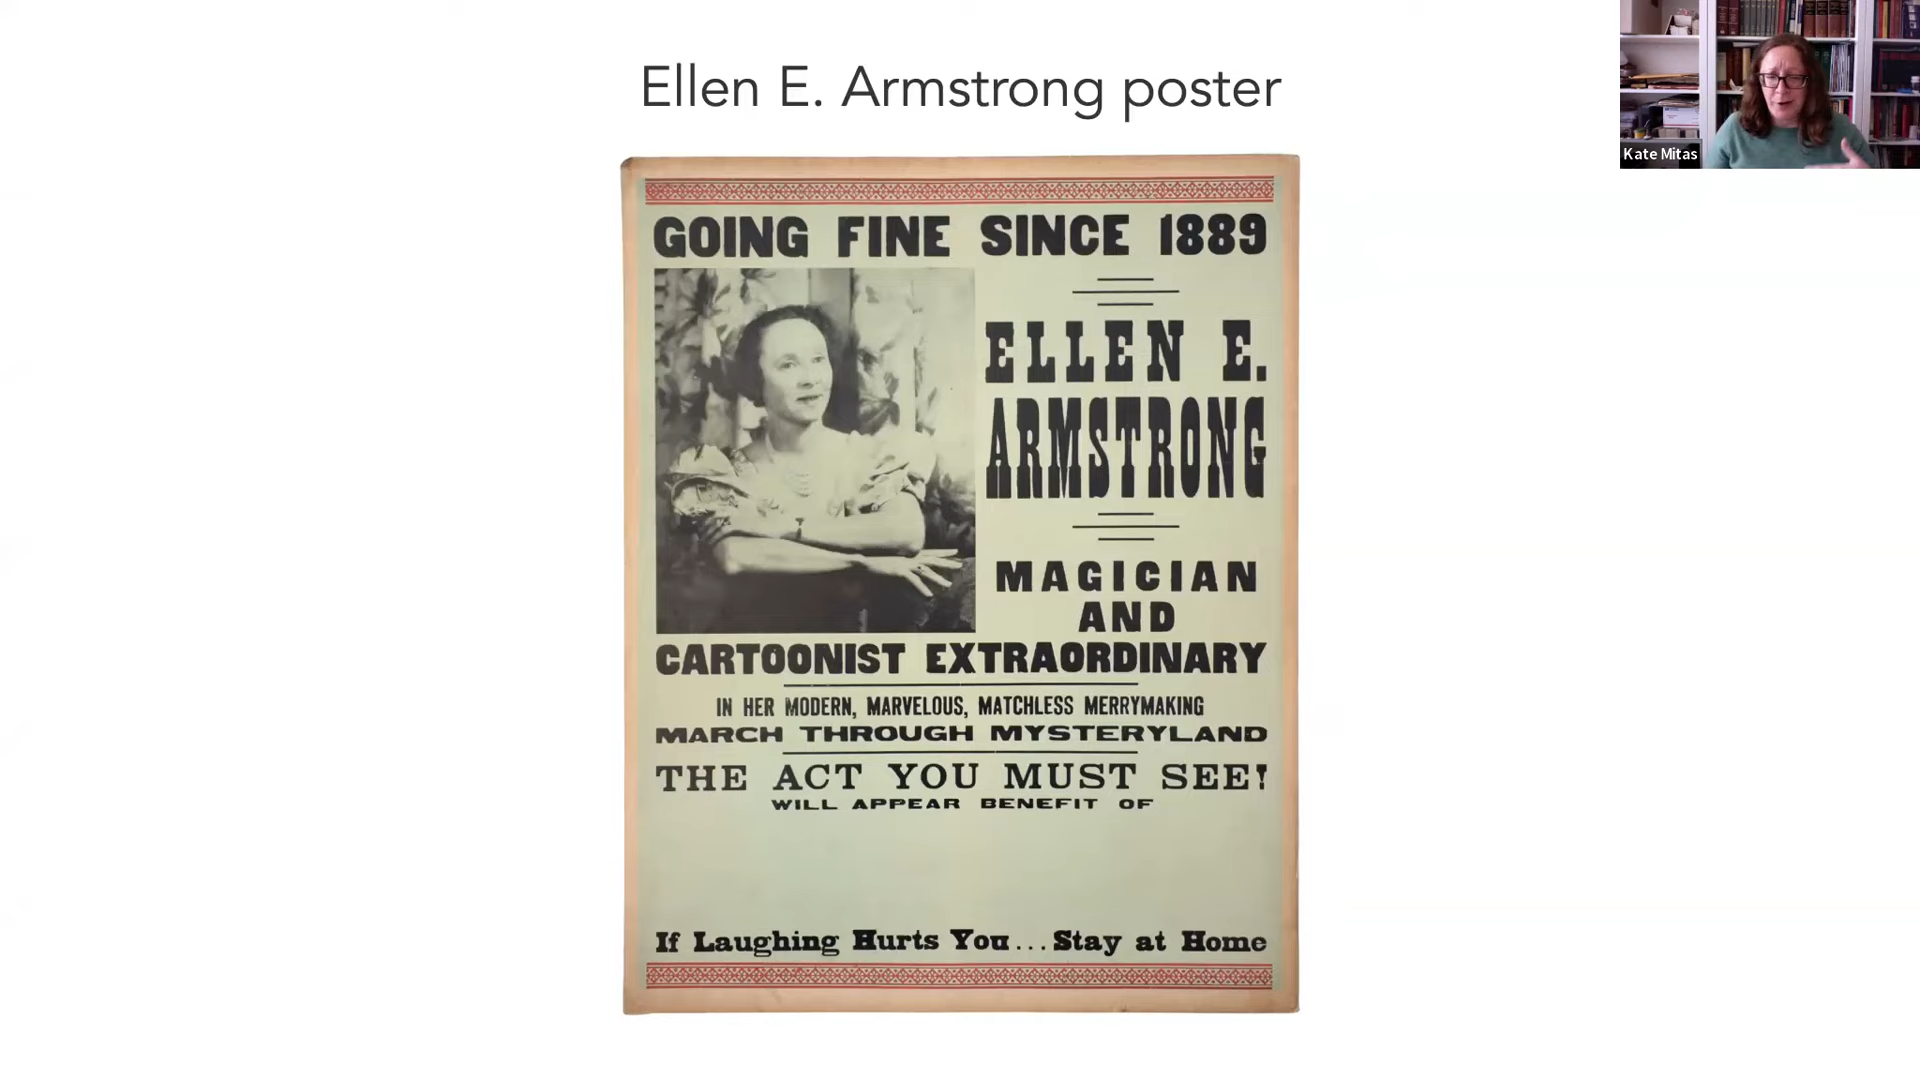 Ellen E. Armstrong poster
Kate Mitas
GOING FINE SINCE 1889
ELLEN E.
ARMSTRONG
MAGICIAN
AND
CARTOONIST EXTRAORDINARY
IN HER MODERN, MARVELOUS, MATCHLESS MERRYMAKING
MARCH THROUGH MYSTERYLAND
THE ACT YOU MUST SEE!
WILL APPEAR BENEFIT OF
If Laughing Hurts You...Stay at Home